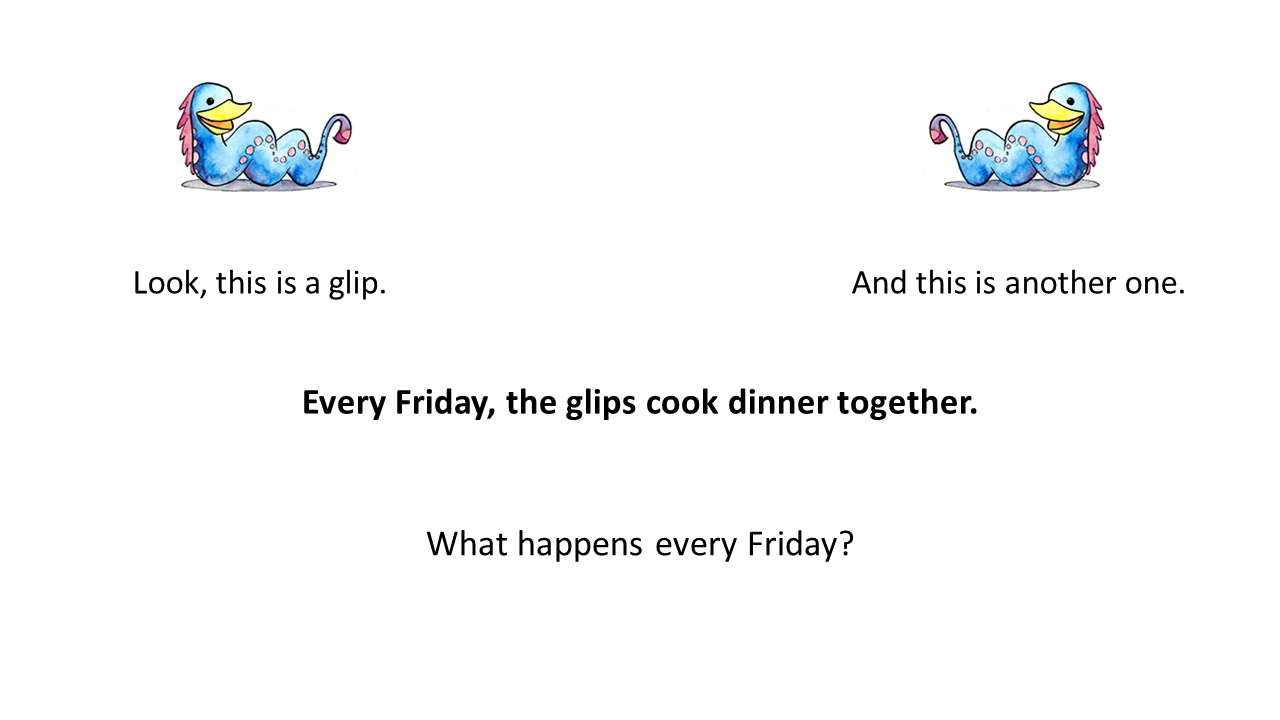 Look, this is a glip.
And this is another one.
Every Friday, the glips cook dinner together.
What happens every Friday?